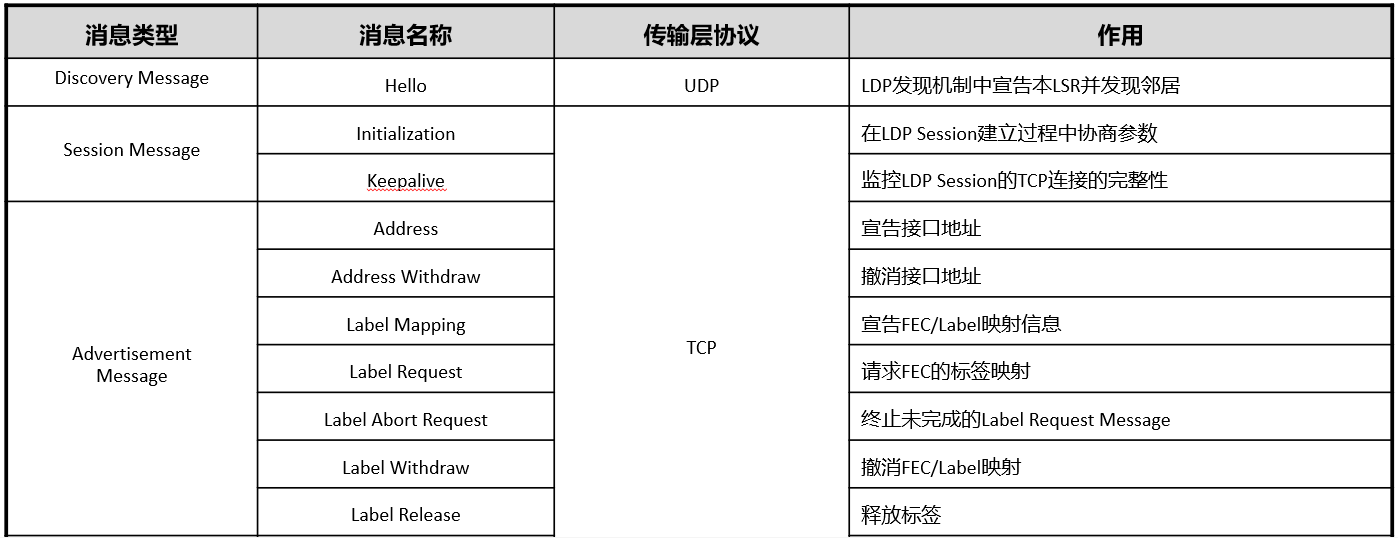 消息类型 消息名称 传输层协议 作用
Discovery Message Hello UDP LDP发现机制中宣告本LSR并发现邻居
Session Message Initialization TCP 在LDP Session建立过程中协商参数
Keepalive 监控LDP Session的TCP连接的完整性
Advertisement
Message
Address 宣告接口地址
Address Withdraw 撤消接口地址
Label Mapping 宣告FEC/Label映射信息
Label Request 请求FEC的标签映射
Label Abort Request 终止未完成的Label Request Message
Label Withdraw 撤消FEC/Label映射
Label Release 释放标签